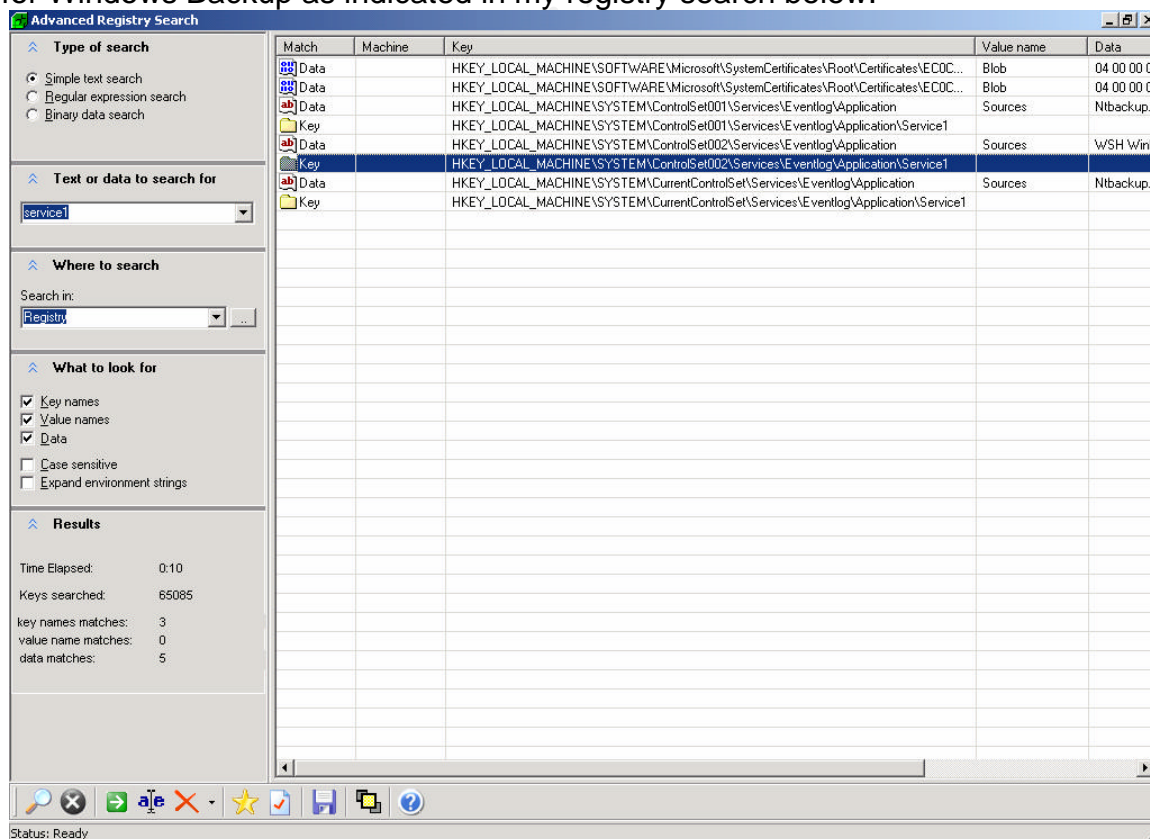 for Windows Backup as indicated in my registry search below.
Advanced Registry Search
Type of search
Simple text search
Regular expression search
Binary data search
Text or data to search for
service1
Where to search
Search in:
Registry
..
What to look for
Key names
Value names
Data
Case sensitive
Expand environment strings
Results
Time Elapsed: 0:10
Keys searched: 65085
key names matches: 3
value name matches: 0
data matches: 5
Match Machine Key Value name Data
Data HKEY_LOCAL_MACHINE\SOFTWARE\Microsoft\SystemCertificates\Root\Certificates\EC0C... Blob 04 00 00 0
Data HKEY_LOCAL_MACHINE\SOFTWARE\Microsoft\SystemCertificates\Root\Certificates\EC0C... Blob 04 00 00 0
Data HKEY_LOCAL_MACHINE\SYSTEM\ControlSet001\Services\Eventlog\Application Sources Ntbackup.
Key HKEY_LOCAL_MACHINE\SYSTEM\ControlSet001\Services\Eventlog\Application\Service1
Data HKEY_LOCAL_MACHINE\SYSTEM\ControlSet002\Services\Eventlog\Application Sources WSH Win
Key HKEY_LOCAL_MACHINE\SYSTEM\ControlSet002\Services\Eventlog\Application\Service1
Data HKEY_LOCAL_MACHINE\SYSTEM\CurrentControlSet\Services\Eventlog\Application Sources Ntbackup.
Key HKEY_LOCAL_MACHINE\SYSTEM\CurrentControlSet\Services\Eventlog\Application\Service1
Status: Ready